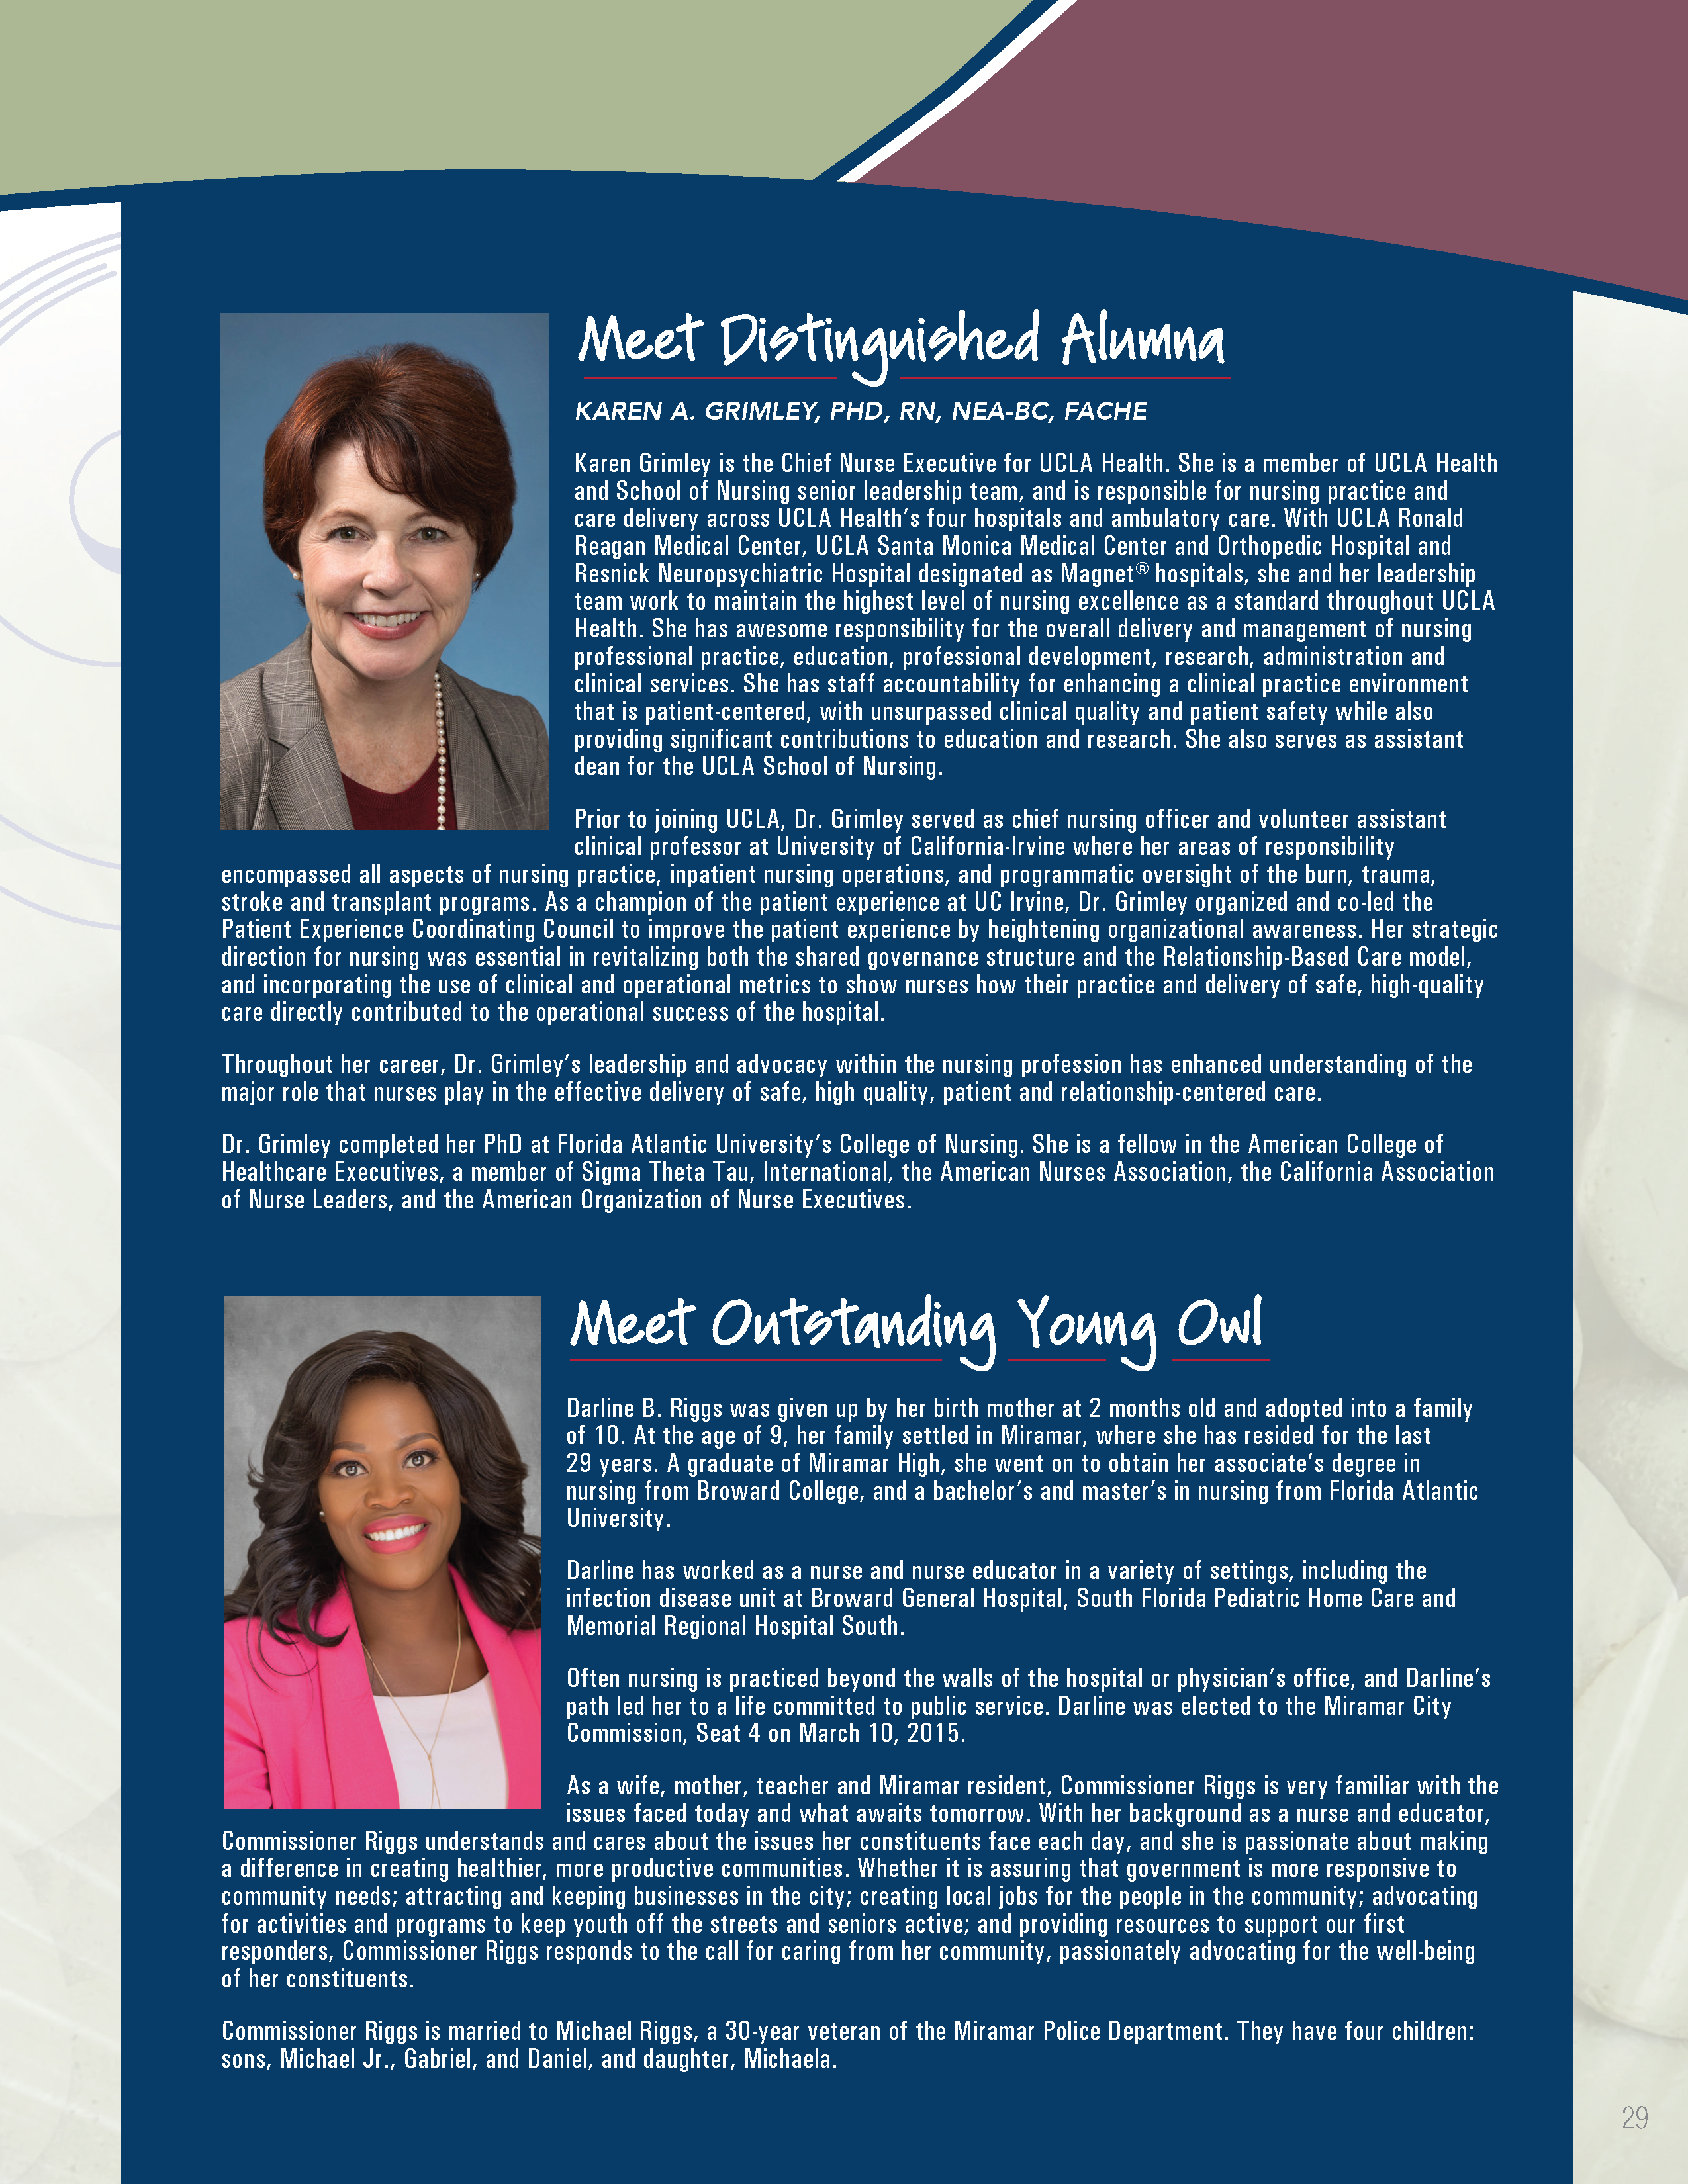 Meet Distinguished Alumna
KAREN A. GRIMLEY, PHD, RN, NEA-BC, FACHE
Karen Grimley is the Chief Nurse Executive for UCLA Health. She is a member of UCLA Health
and School of Nursing senior leadership team, and is responsible for nursing practice and
care delivery across UCLA Health’s four hospitals and ambulatory care. With UCLA Ronald
Reagan Medical Center, UCLA Santa Monica Medical Center and Orthopedic Hospital and
Resnick Neuropsychiatric Hospital designated as Magnet® hospitals, she and her leadership
team work to maintain the highest level of nursing excellence as a standard throughout UCLA
Health. She has awesome responsibility for the overall delivery and management of nursing
professional practice, education, professional development, research, administration and
clinical services. She has staff accountability for enhancing a clinical practice environment
that is patient-centered, with unsurpassed clinical quality and patient safety while also
providing significant contributions to education and research. She also serves as assistant
dean for the UCLA School of Nursing.
Prior to joining UCLA, Dr. Grimley served as chief nursing officer and volunteer assistant
clinical professor at University of California-Irvine where her areas of responsibility
encompassed all aspects of nursing practice, inpatient nursing operations, and programmatic oversight of the burn, trauma,
stroke and transplant programs. As a champion of the patient experience at UC Irvine, Dr. Grimley organized and co-led the
Patient Experience Coordinating Council to improve the patient experience by heightening organizational awareness. Her strategic
direction for nursing was essential in revitalizing both the shared governance structure and the Relationship-Based Care model,
and incorporating the use of clinical and operational metrics to show nurses how their practice and delivery of safe, high-quality
care directly contributed to the operational success of the hospital.
Throughout her career, Dr. Grimley’s leadership and advocacy within the nursing profession has enhanced understanding of the
major role that nurses play in the effective delivery of safe, high quality, patient and relationship-centered care.
Dr. Grimley completed her PhD at Florida Atlantic University’s College of Nursing. She is a fellow in the American College of
Healthcare Executives, a member of Sigma Theta Tau, International, the American Nurses Association, the California Association
of Nurse Leaders, and the American Organization of Nurse Executives.
Meet Outstanding Young Owl
Darline B. Riggs was given up by her birth mother at 2 months old and adopted into a family
of 10. At the age of 9, her family settled in Miramar, where she has resided for the last
29 years. A graduate of Miramar High, she went on to obtain her associate’s degree in
nursing from Broward College, and a bachelor’s and master’s in nursing from Florida Atlantic
University.
Darline has worked as a nurse and nurse educator in a variety of settings, including the
infection disease unit at Broward General Hospital, South Florida Pediatric Home Care and
Memorial Regional Hospital South.
Often nursing is practiced beyond the walls of the hospital or physician’s office, and Darline’s
path led her to a life committed to public service. Darline was elected to the Miramar City
Commission, Seat 4 on March 10, 2015.
As a wife, mother, teacher and Miramar resident, Commissioner Riggs is very familiar with the
issues faced today and what awaits tomorrow. With her background as a nurse and educator,
Commissioner Riggs understands and cares about the issues her constituents face each day, and she is passionate about making
a difference in creating healthier, more productive communities. Whether it is assuring that government is more responsive to
community needs; attracting and keeping businesses in the city; creating local jobs for the people in the community; advocating
for activities and programs to keep youth off the streets and seniors active; and providing resources to support our first
responders, Commissioner Riggs responds to the call for caring from her community, passionately advocating for the well-being
of her constituents.
Commissioner Riggs is married to Michael Riggs, a 30-year veteran of the Miramar Police Department. They have four children:
sons, Michael Jr., Gabriel, and Daniel, and daughter, Michaela.
29